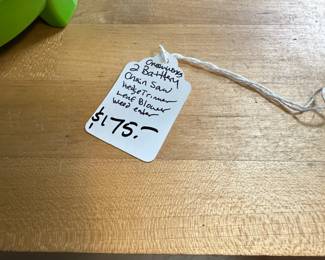 Greenworks
2 Battery
Chain Saw
hedge Trimmer
Leaf Blower
weed eater
$175.-